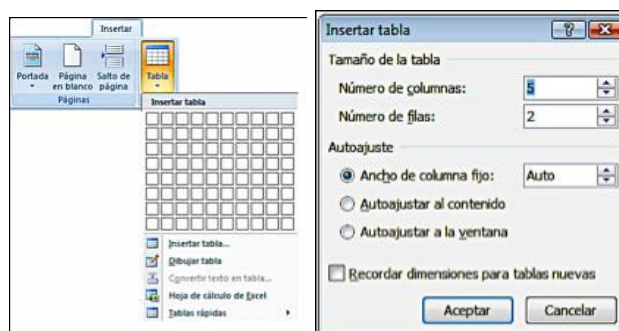 Insertar
Portada
Página en blanco
Salto de página
Tabla
Páginas
Insertar tabla
Insertar tabla...
Dibujar tabla
Convertir texto en tabla...
Hoja de cálculo de Excel
Tablas rápidas
Insertar tabla
Tamaño de la tabla
Número de columnas: 5
Número de filas: 2
Autoajuste
Ancho de columna fijo: Auto
Autoajustar al contenido
Autoajustar a la ventana
Recordar dimensiones para tablas nuevas
Aceptar Cancelar